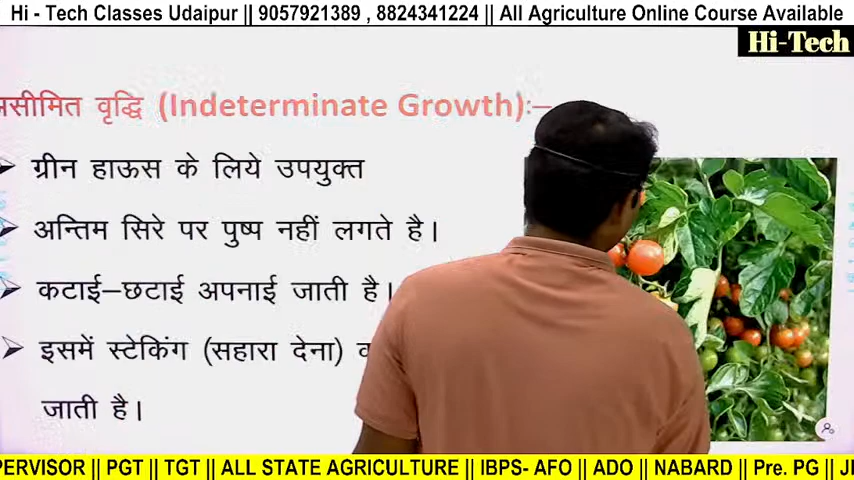 Hi - Tech Classes Udaipur || 9057921389 , 8824341224 || All Agriculture Online Course Available
Hi-Tech
वृद्धि (Indeterminate Growth):–
➢ ग्रीन हाऊस के लिये उपयुक्त
➢ अन्तिम सिरे पर पुष्प नहीं लगते है।
➢ कटाई–छटाई अपनाई जाती है।
➢ इसमें स्टेकिंग (सहारा देना)
जाती है।
|| PGT || TGT || ALL STATE AGRICULTURE || IBPS- AFO || ADO || NABARD || Pre. PG ||